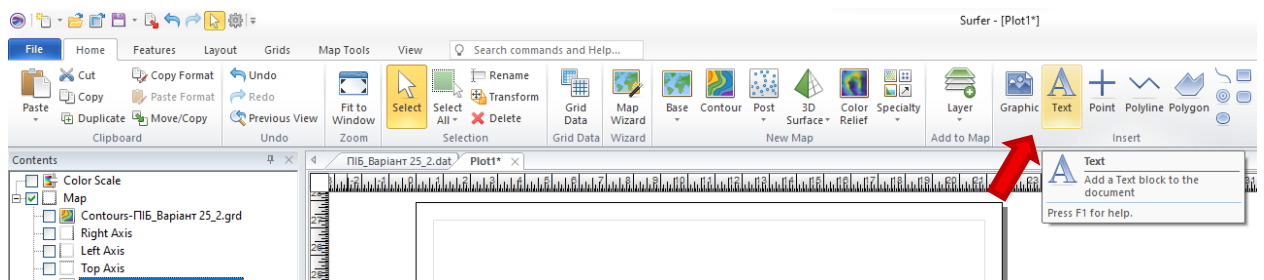 Surfer - [Plot1*]
File Home Features Layout Grids Map Tools View Search commands and Help...
Cut Copy Format Undo Rename
Copy Paste Format Redo Transform
Paste Duplicate Move/Copy Previous View Fit to Window Select Select All Delete Grid Data Map Wizard Base Contour Post 3D Surface Color Relief Specialty Layer Graphic Text Point Polyline Polygon
Clipboard Undo Zoom Selection Grid Data Wizard New Map Add to Map Insert
Contents ПІБ_Варіант 25_2.dat Plot1*
Text
Add a Text block to the
document
Press F1 for help.
Color Scale
Map
Contours-ПІБ_Варіант 25_2.grd
Right Axis
Left Axis
Top Axis